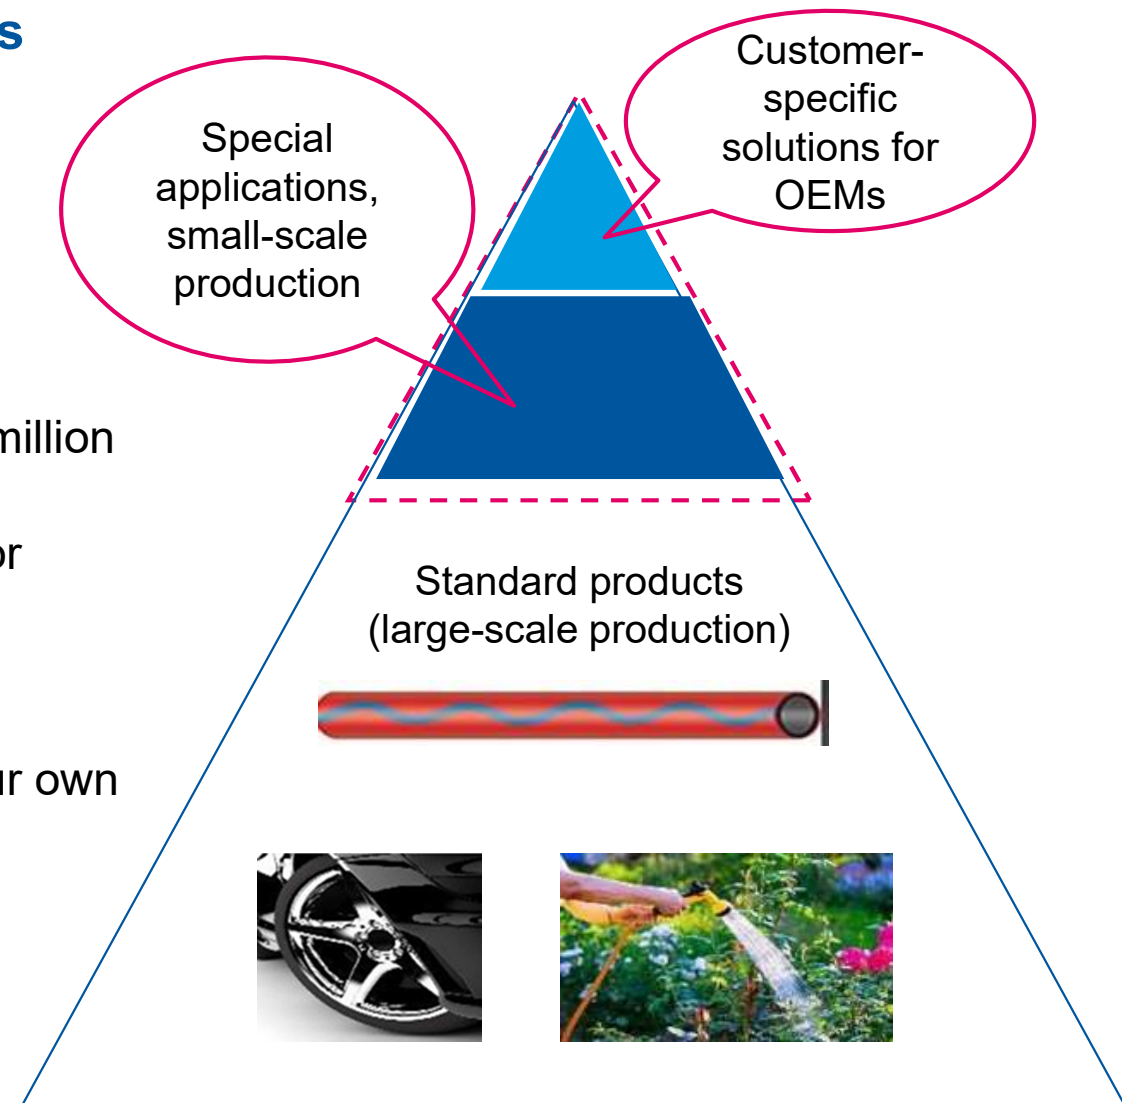 s
Customer-
specific
solutions for
OEMs
Special
applications,
small-scale
production
million
or
Standard products
(large-scale production)
ur own